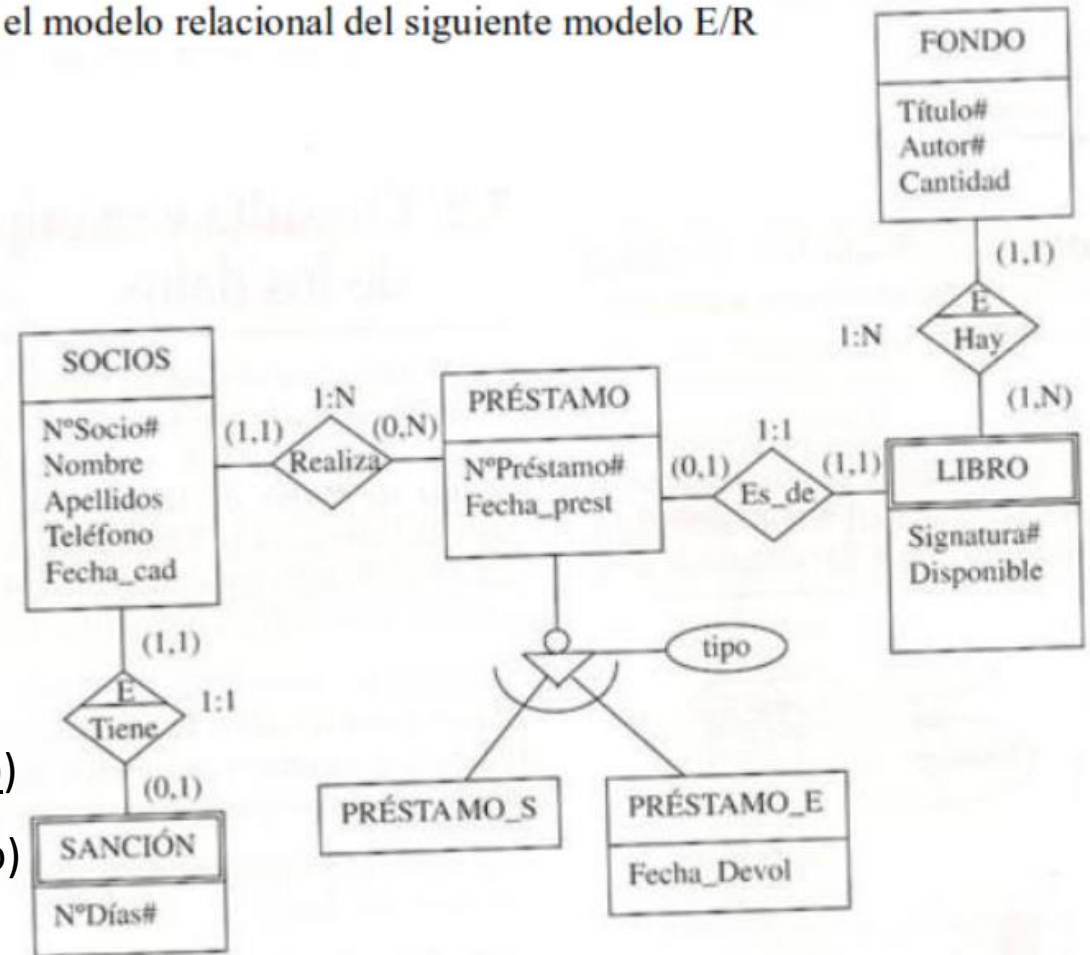 el modelo relacional del siguiente modelo E/R
FONDO
Título#
Autor#
Cantidad
(1,1)
E
Hay
1:N
(1,N)
LIBRO
Signatura#
Disponible
SOCIOS
NºSocio#
Nombre
Apellidos
Teléfono
Fecha_cad
(1,1)
1:N
Realiza
(0,N)
PRÉSTAMO
NºPréstamo#
Fecha_prest
(0,1)
1:1
Es_de
(1,1)
tipo
(1,1)
E
Tiene
1:1
(0,1)
SANCIÓN
NºDías#
PRÉSTAMO_S
PRÉSTAMO_E
Fecha_Devol
)
)